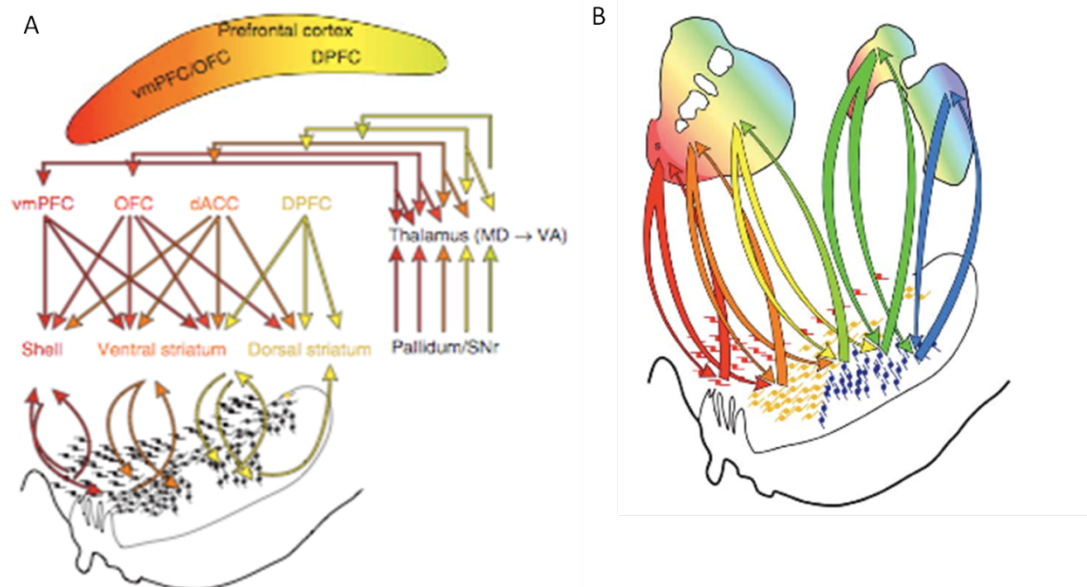 A
B
Prefrontal cortex
vmPFC/OFC
DPFC
vmPFC OFC dACC DPFC
Thalamus (MD → VA)
Shell Ventral striatum Dorsal striatum Pallidum/SNr
s